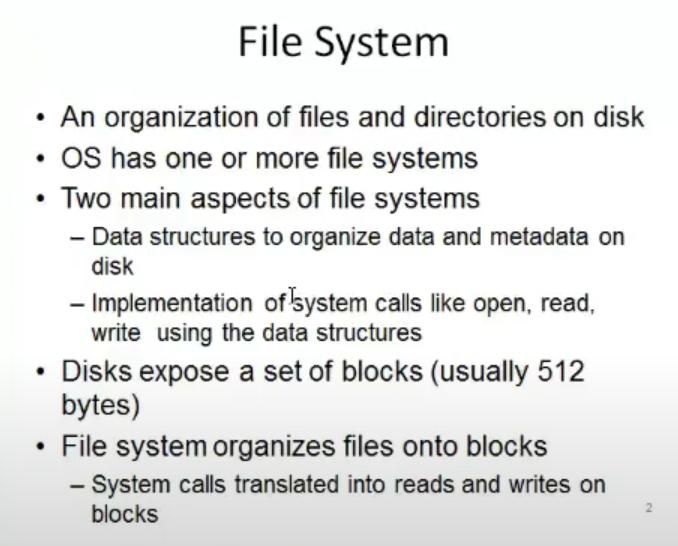 File System
• An organization of files and directories on disk
• OS has one or more file systems
• Two main aspects of file systems
– Data structures to organize data and metadata on
disk
– Implementation of system calls like open, read,
write using the data structures
• Disks expose a set of blocks (usually 512
bytes)
• File system organizes files onto blocks
– System calls translated into reads and writes on
blocks
2